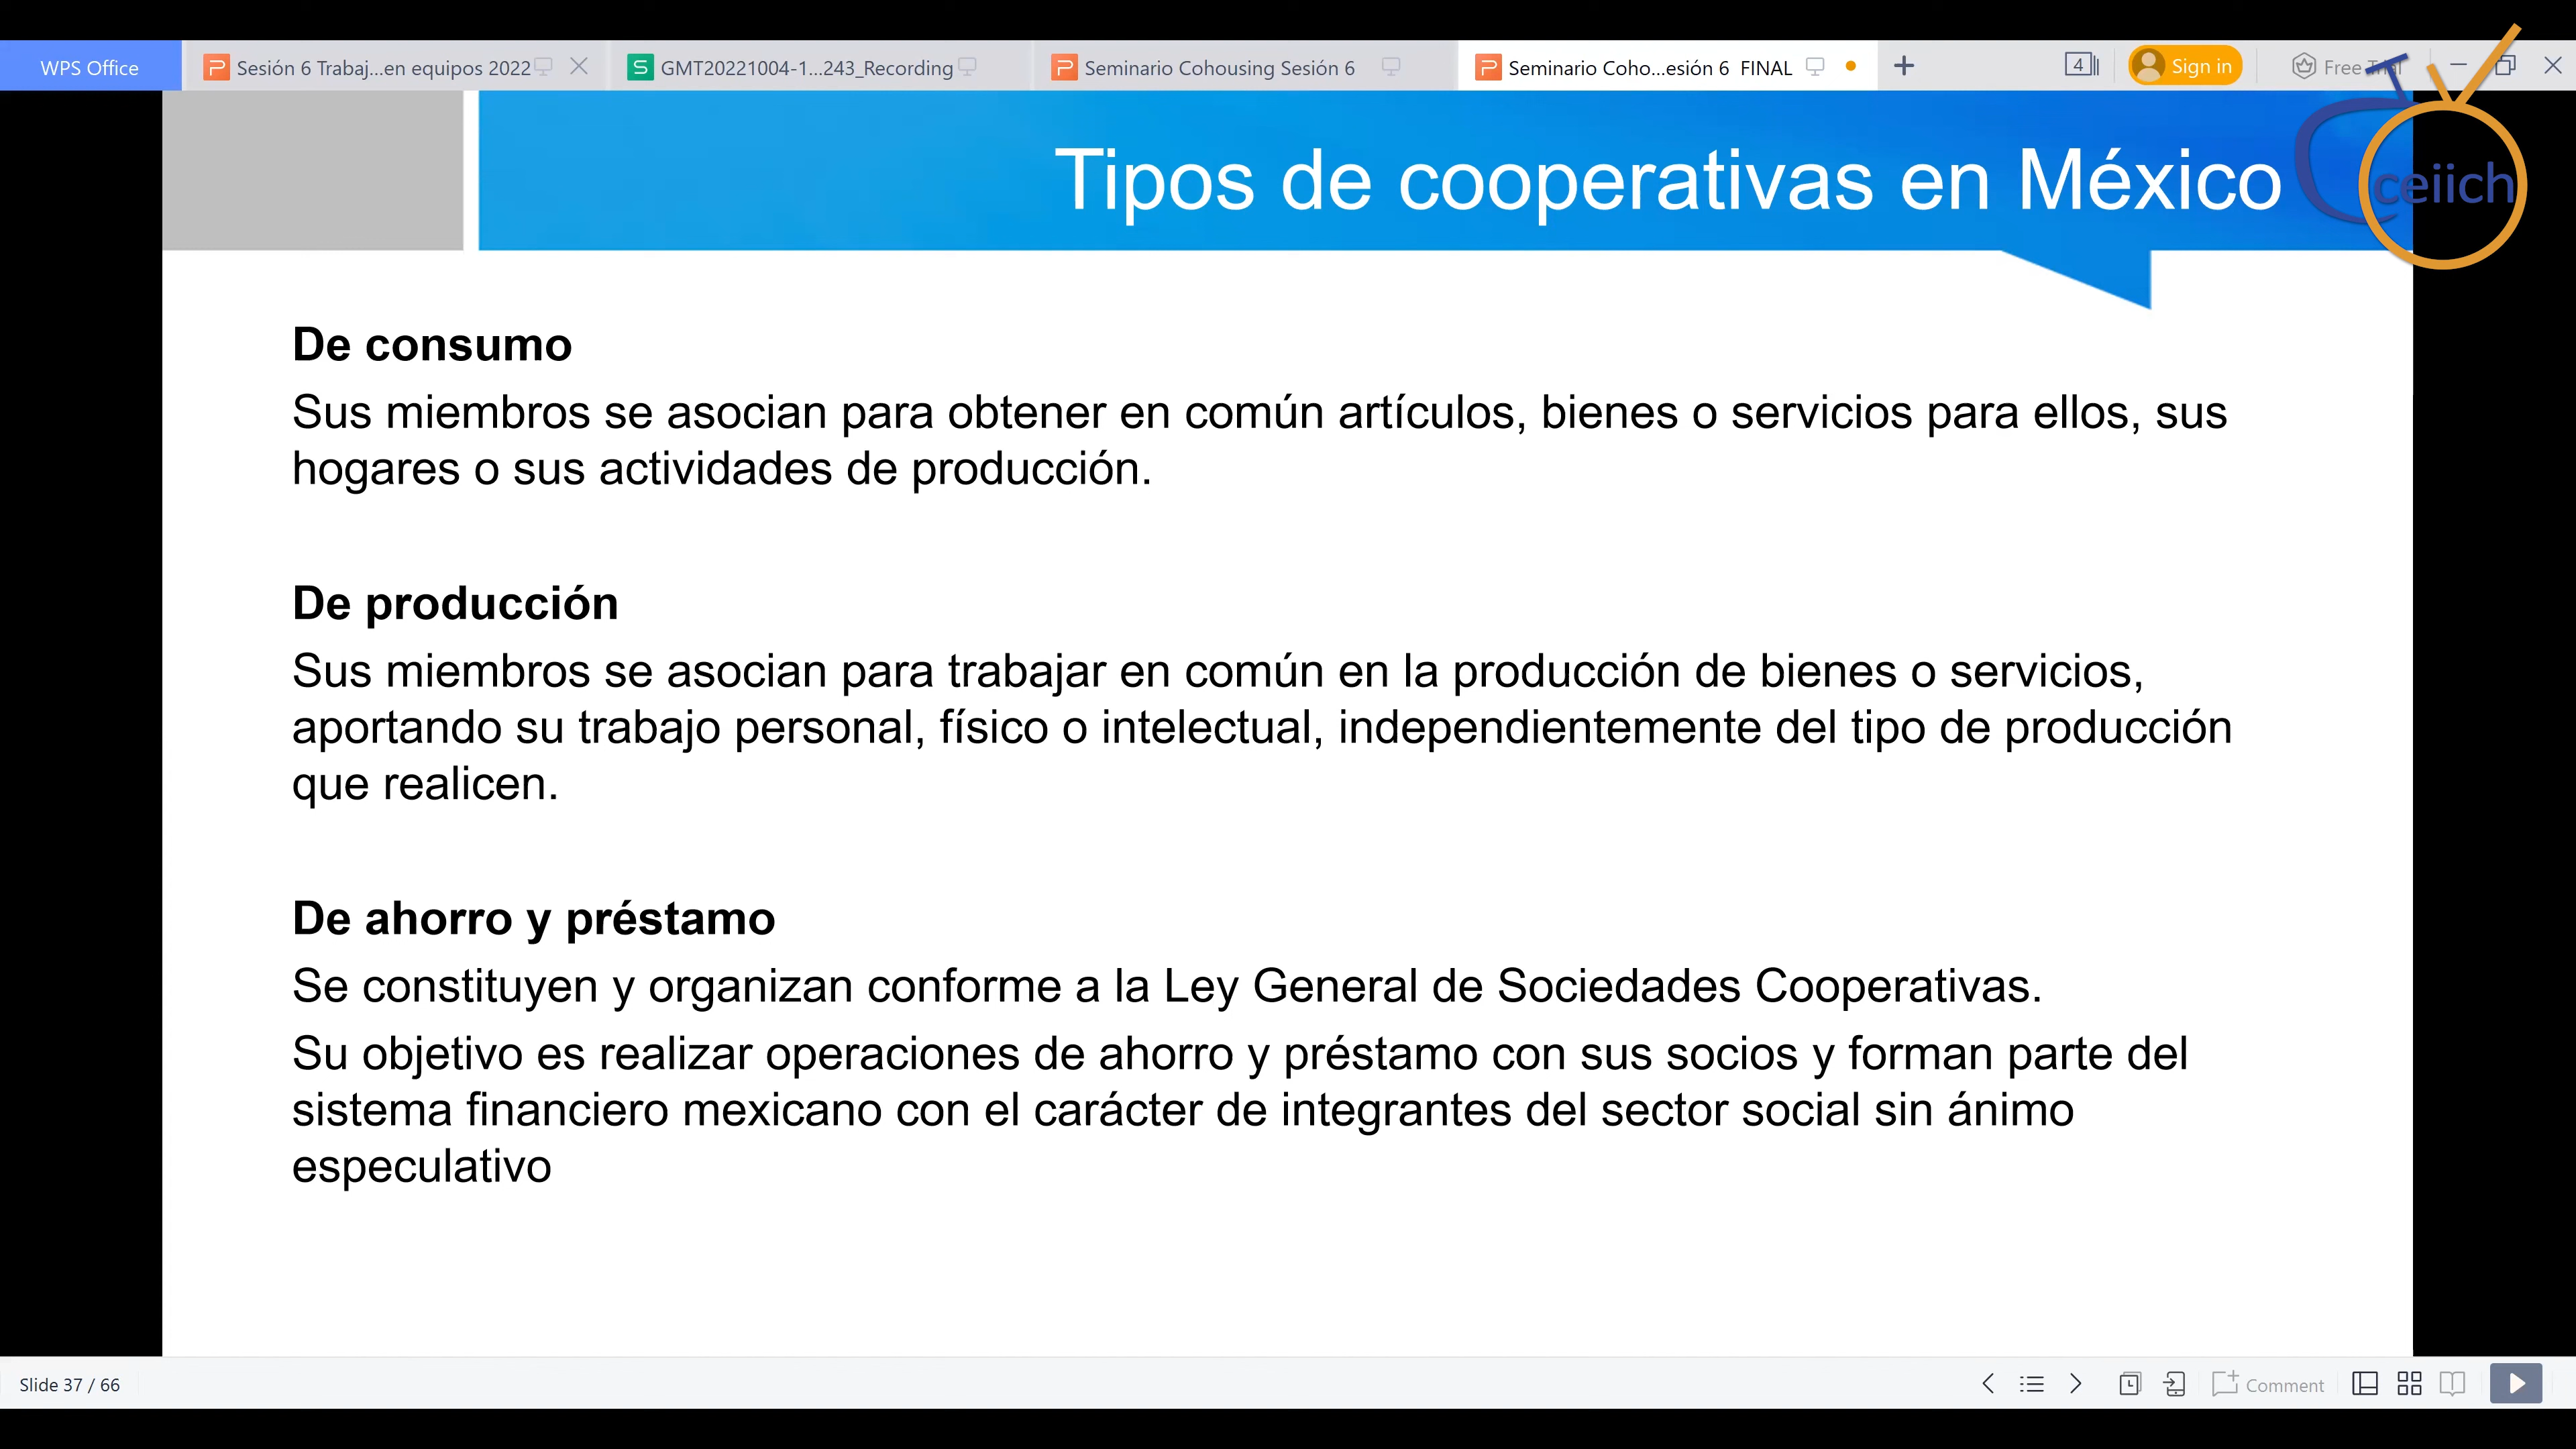 WPS Office
Sesión 6 Trabaj...en equipos 2022
GMT20221004-1...243_Recording
Seminario Cohousing Sesión 6
Seminario Coho...esión 6 FINAL
4
Sign in
Free Trial
TV
ceiich
Tipos de cooperativas en México
De consumo
Sus miembros se asocian para obtener en común artículos, bienes o servicios para ellos, sus
hogares o sus actividades de producción.
De producción
Sus miembros se asocian para trabajar en común en la producción de bienes o servicios,
aportando su trabajo personal, físico o intelectual, independientemente del tipo de producción
que realicen.
De ahorro y préstamo
Se constituyen y organizan conforme a la Ley General de Sociedades Cooperativas.
Su objetivo es realizar operaciones de ahorro y préstamo con sus socios y forman parte del
sistema financiero mexicano con el carácter de integrantes del sector social sin ánimo
especulativo
Slide 37 / 66
Comment